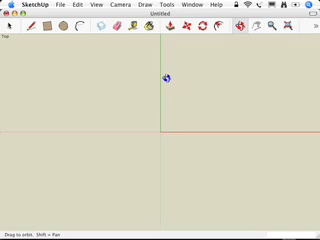 SketchUp File Edit View Camera Draw Tools Window Help
Untitled
Top
Drag to orbit. Shift = Pan